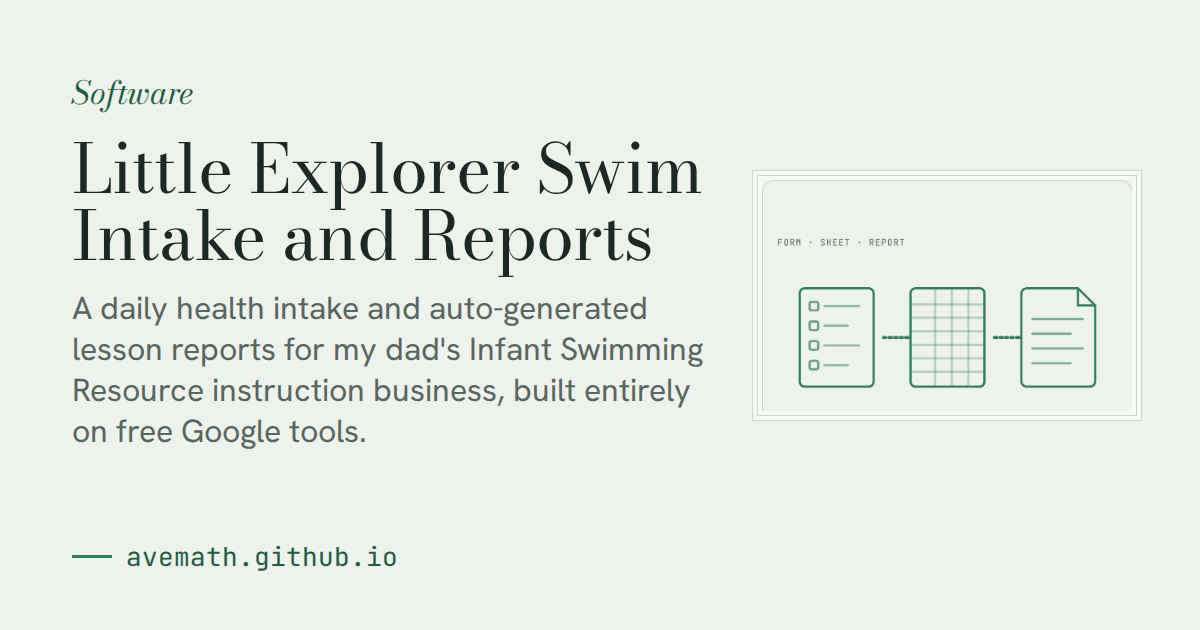 Software
Little Explorer Swim
Intake and Reports
A daily health intake and auto-generated
lesson reports for my dad's Infant Swimming
Resource instruction business, built entirely
on free Google tools.
FORM · SHEET · REPORT
avemath.github.io